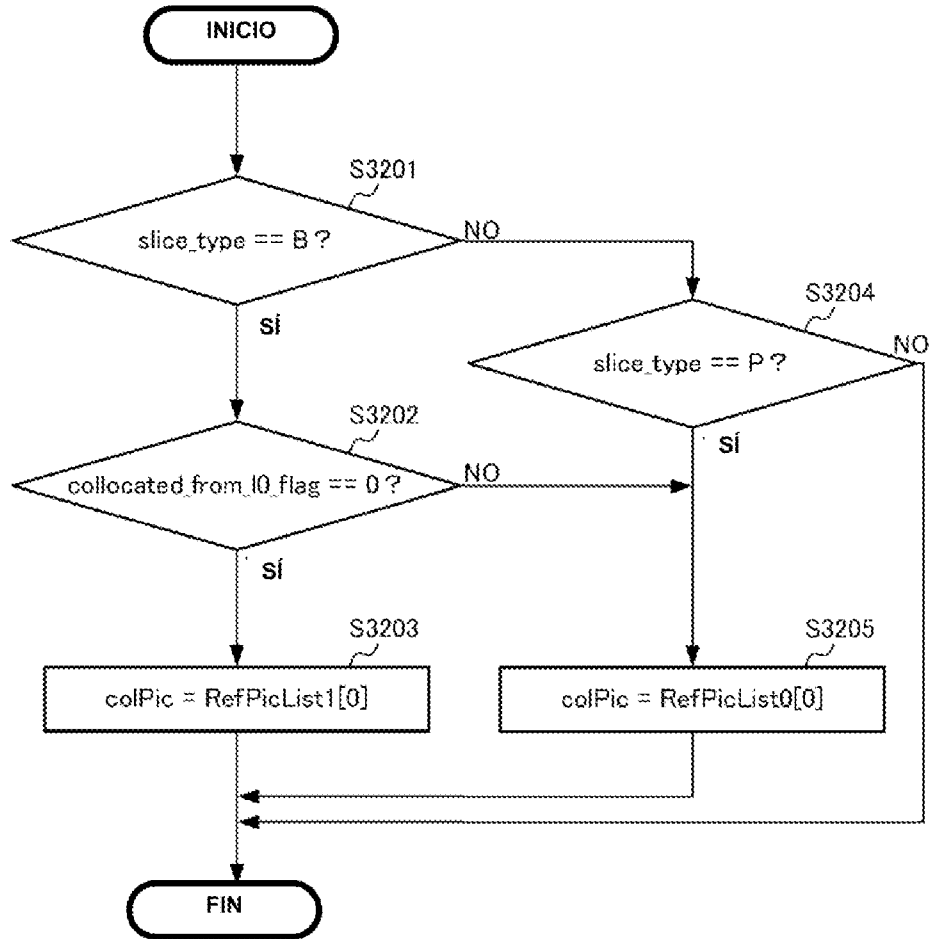 INICIO
S3201
slice_type == B ?
NO
SÍ
S3204
slice_type == P ?
NO
SÍ
S3202
collocated_from_l0_flag == 0 ?
NO
SÍ
S3203
colPic = RefPicList1[0]
S3205
colPic = RefPicList0[0]
FIN